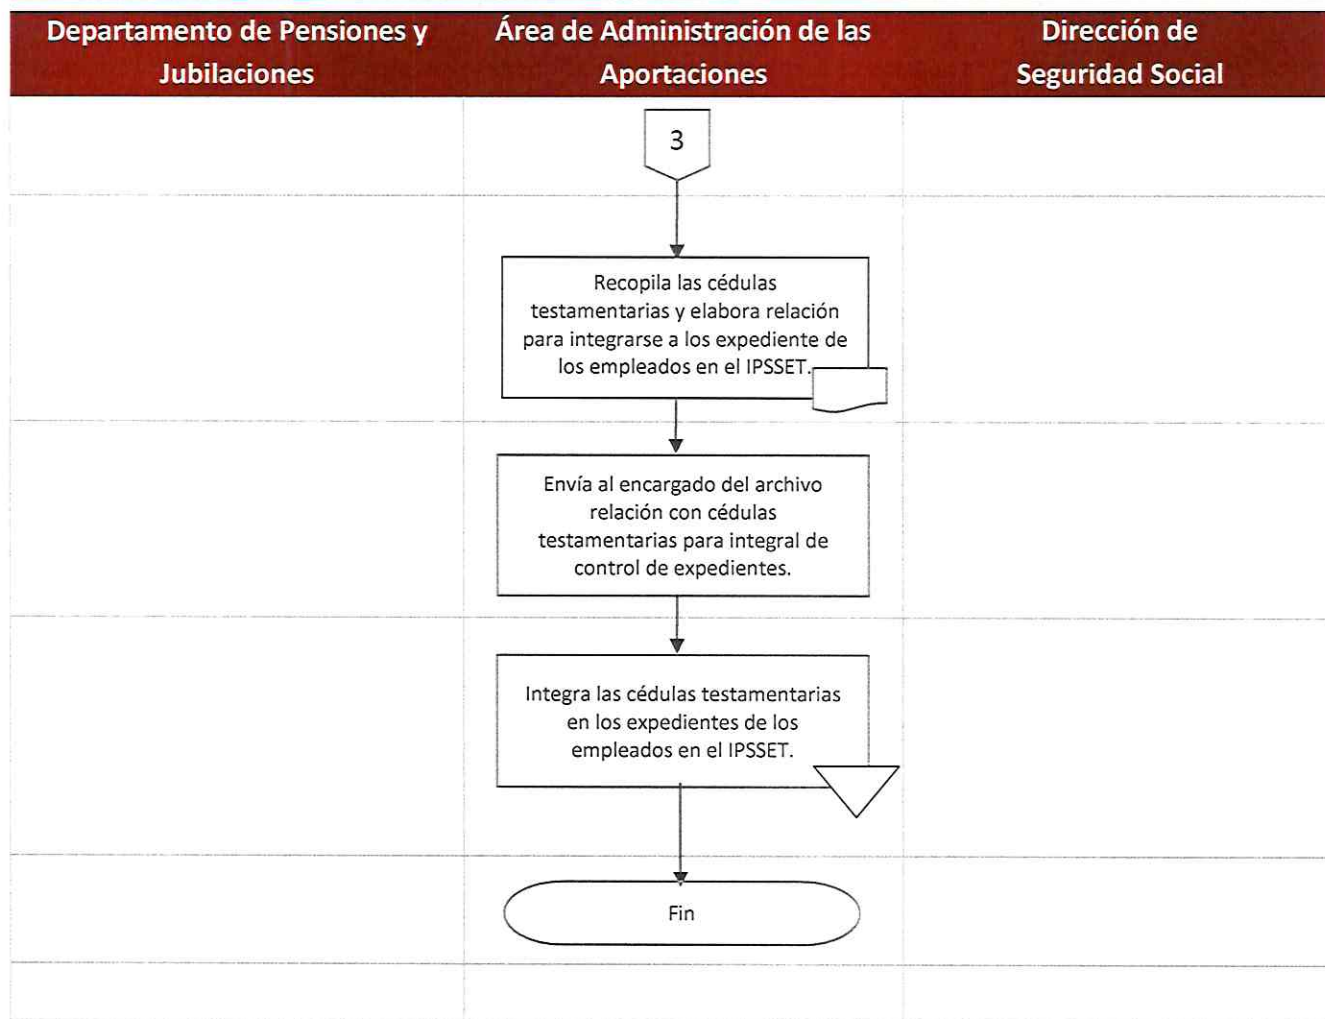 Departamento de Pensiones y
Jubilaciones
Área de Administración de las
Aportaciones
Dirección de
Seguridad Social
3
Recopila las cédulas
testamentarias y elabora relación
para integrarse a los expediente de
los empleados en el IPSSET.
Envía al encargado del archivo
relación con cédulas
testamentarias para integral de
control de expedientes.
Integra las cédulas testamentarias
en los expedientes de los
empleados en el IPSSET.
Fin